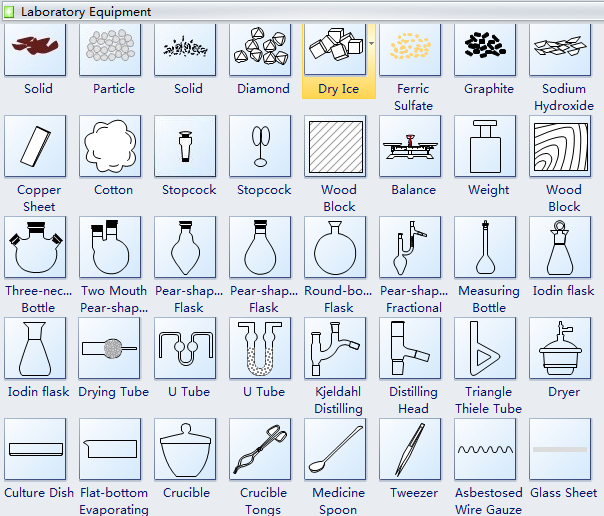 Laboratory Equipment
Solid Particle Solid Diamond Dry Ice Ferric Sulfate Graphite Sodium Hydroxide
Copper Sheet Cotton Stopcock Stopcock Wood Block Balance Weight Wood Block
Three-nec... Bottle Two Mouth Pear-shap... Pear-shap... Flask Pear-shap... Flask Round-bo... Flask Pear-shap... Fractional Measuring Bottle Iodin flask
Iodin flask Drying Tube U Tube U Tube Kjeldahl Distilling Distilling Head Triangle Thiele Tube Dryer
Culture Dish Flat-bottom Evaporating Crucible Crucible Tongs Medicine Spoon Tweezer Asbestosed Wire Gauze Glass Sheet